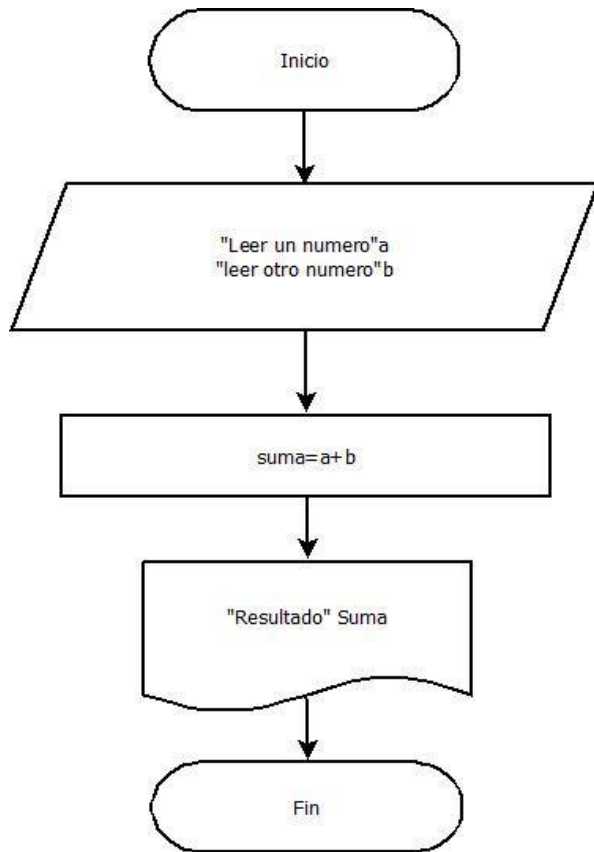 Inicio
"Leer un numero"a
"leer otro numero"b
suma=a+b
"Resultado" Suma
Fin